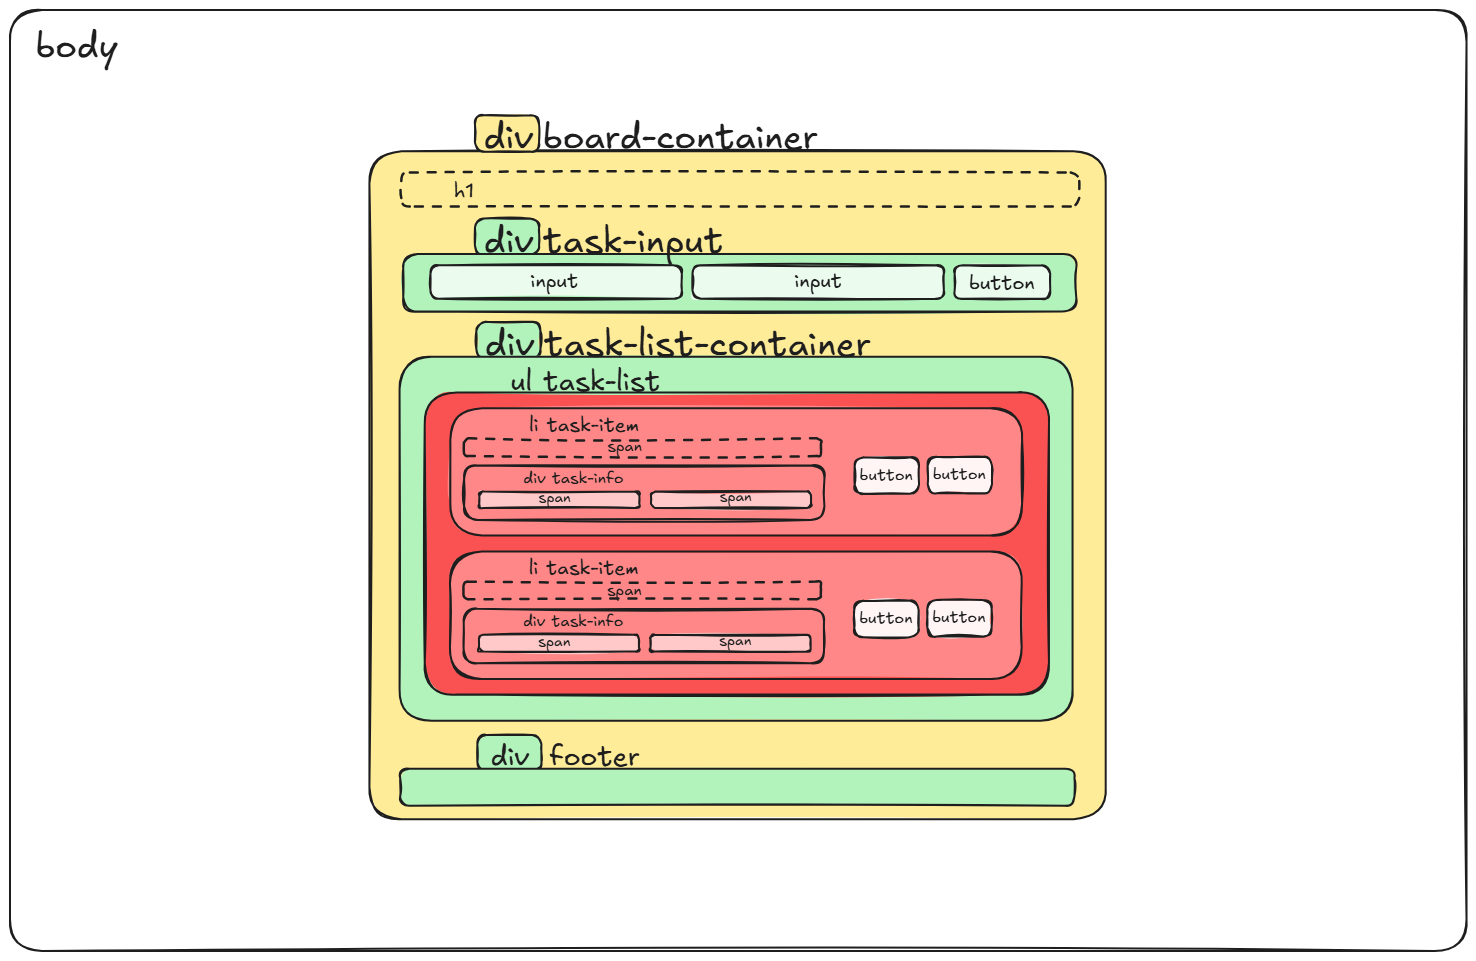 body
div board-container
h1
div task-input
input input button
div task-list-container
ul task-list
li task-item
span
div task-info
span span
button button
li task-item
span
div task-info
span span
button button
div footer